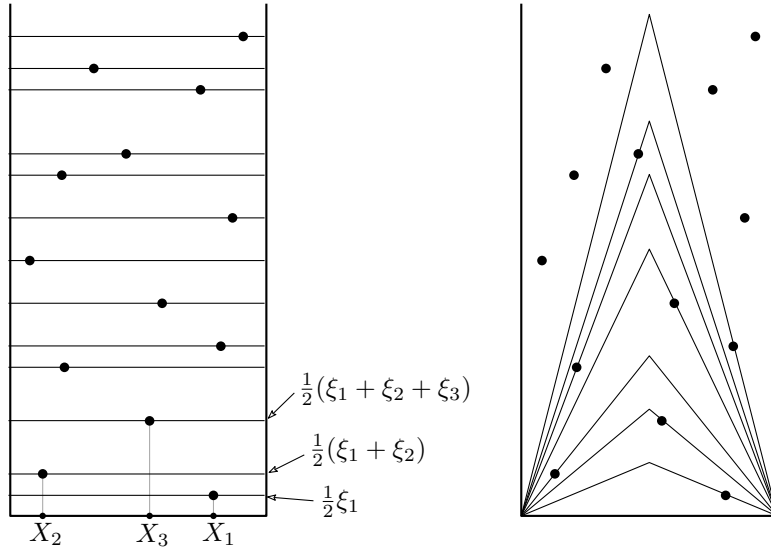 ½(ξ₁ + ξ₂ + ξ₃)
½(ξ₁ + ξ₂)
½ξ₁
X₂ X₃ X₁